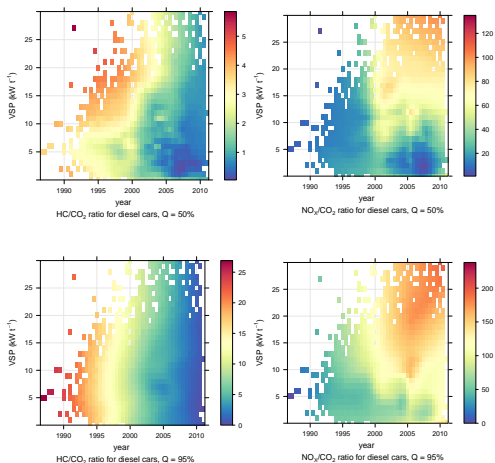 25
20
15
10
5
VSP (kW t⁻¹)
1990 1995 2000 2005 2010
year
HC/CO₂ ratio for diesel cars, Q = 50%
5
4
3
2
1
25
20
15
10
5
VSP (kW t⁻¹)
1990 1995 2000 2005 2010
year
NOₓ/CO₂ ratio for diesel cars, Q = 50%
120
100
80
60
40
20
25
20
15
10
5
VSP (kW t⁻¹)
1990 1995 2000 2005 2010
year
HC/CO₂ ratio for diesel cars, Q = 95%
25
20
15
10
5
0
25
20
15
10
5
VSP (kW t⁻¹)
1990 1995 2000 2005 2010
year
NOₓ/CO₂ ratio for diesel cars, Q = 95%
200
150
100
50
0